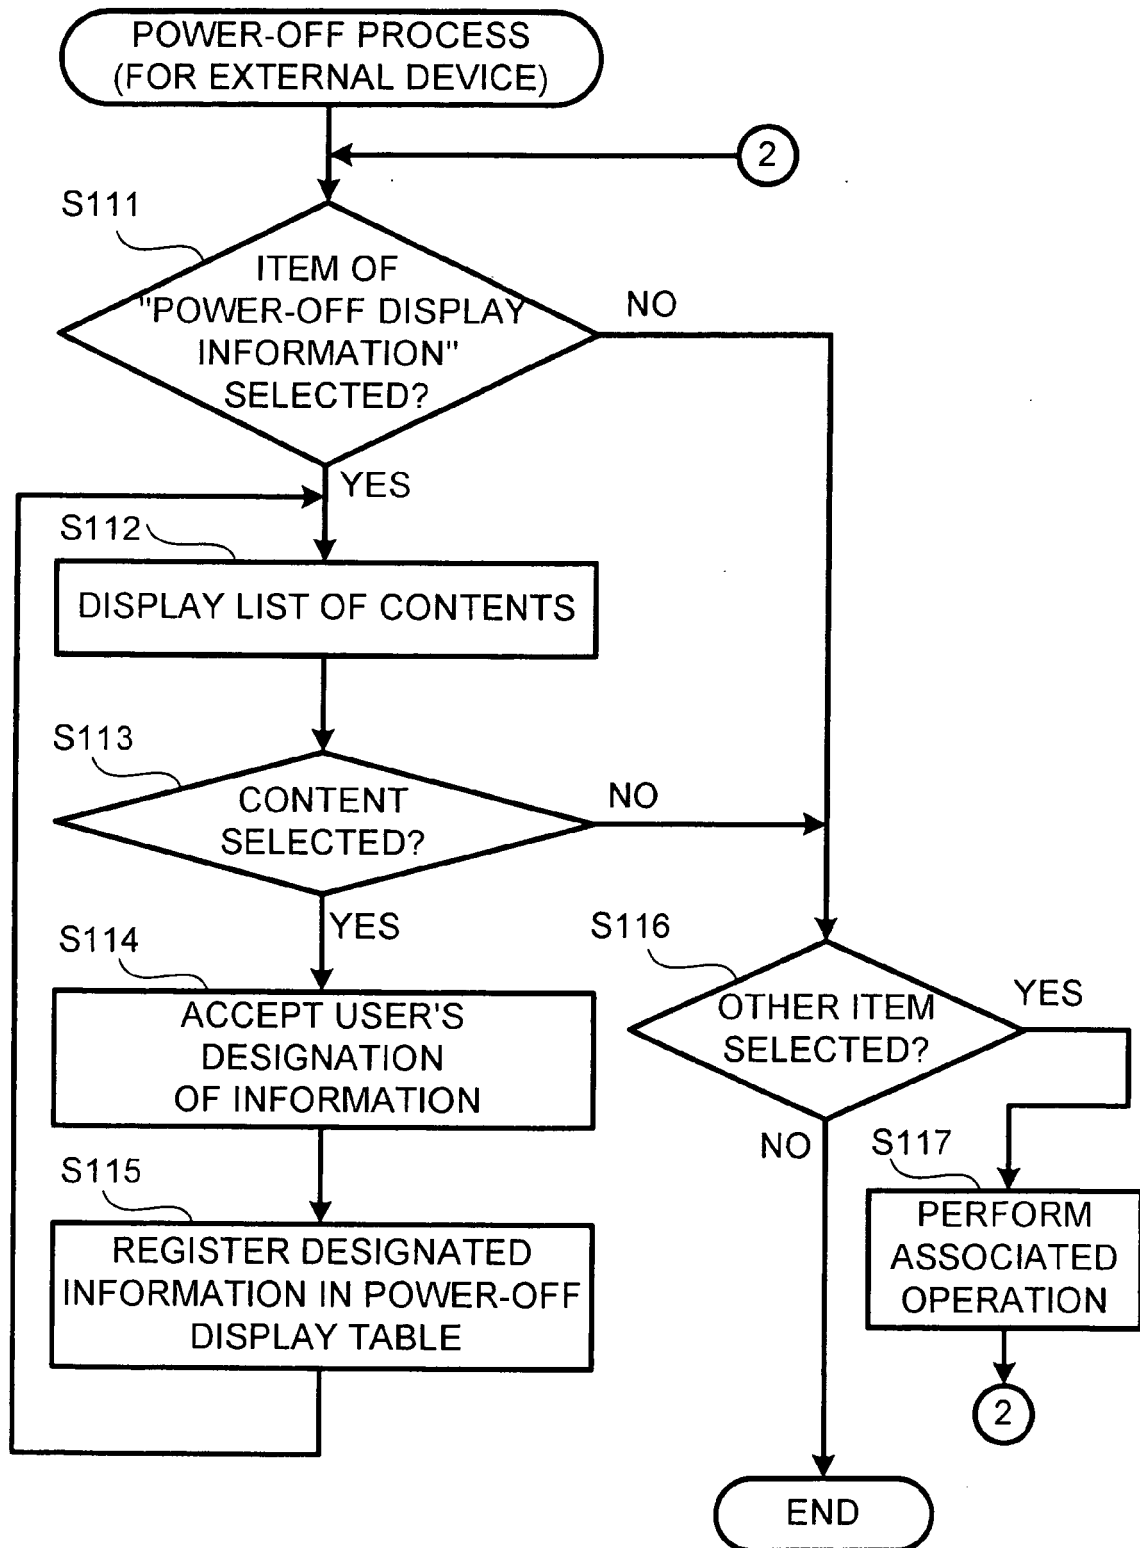 POWER-OFF PROCESS
(FOR EXTERNAL DEVICE)
2
S111
ITEM OF
"POWER-OFF DISPLAY
INFORMATION"
SELECTED?
NO
YES
S112
DISPLAY LIST OF CONTENTS
S113
CONTENT
SELECTED?
NO
YES
S114
ACCEPT USER'S
DESIGNATION
OF INFORMATION
S115
REGISTER DESIGNATED
INFORMATION IN POWER-OFF
DISPLAY TABLE
S116
OTHER ITEM
SELECTED?
YES
NO
S117
PERFORM
ASSOCIATED
OPERATION
2
END